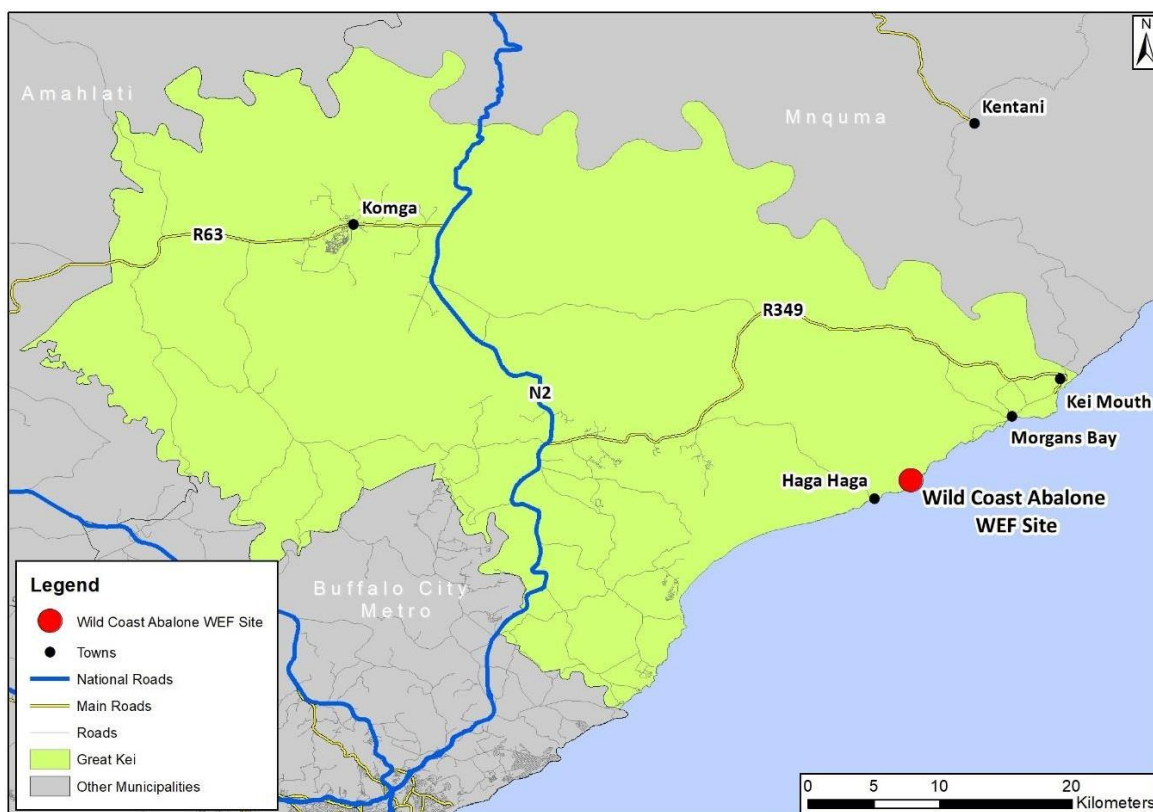 N
Amahlati
Mnquma
Kentani
Komga
R63
R349
N2
Kei Mouth
Morgans Bay
Haga Haga
Wild Coast Abalone
WEF Site
Buffalo City
Metro
Legend
Wild Coast Abalone WEF Site
Towns
National Roads
Main Roads
Roads
Great Kei
Other Municipalities
0 5 10 20
Kilometers